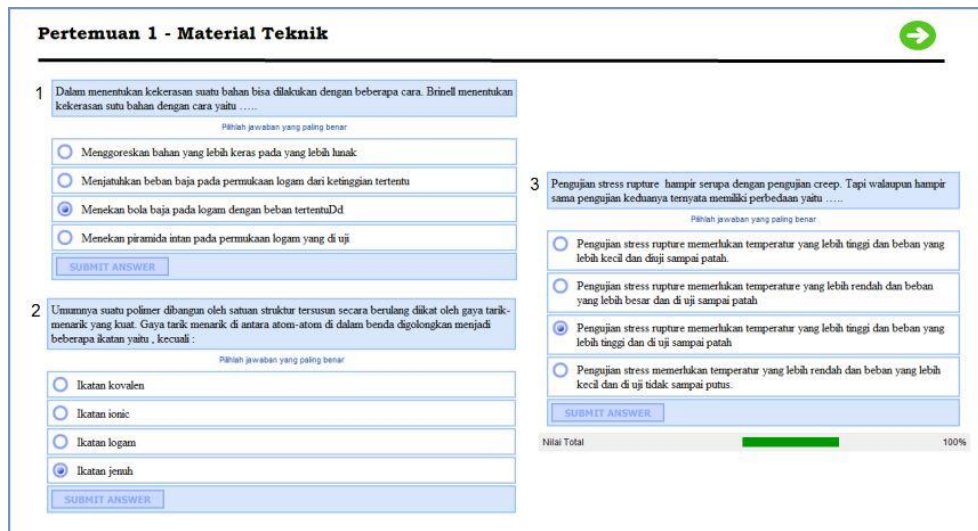 Pertemuan 1 - Material Teknik
1
Dalam menentukan kekerasan suatu bahan bisa dilakukan dengan beberapa cara. Brinell menentukan
kekerasan sutu bahan dengan cara yaitu …..
Pilihlah jawaban yang paling benar
Menggoreskan bahan yang lebih keras pada yang lebih lunak
Menjatuhkan beban baja pada permukaan logam dari ketinggian tertentu
Menekan bola baja pada logam dengan beban tertentuDd
Menekan piramida intan pada permukaan logam yang di uji
SUBMIT ANSWER
2
Umumnya suatu polimer dibangun oleh satuan struktur tersusun secara berulang diikat oleh gaya tarik-
menarik yang kuat. Gaya tarik menarik di antara atom-atom di dalam benda digolongkan menjadi
beberapa ikatan yaitu , kecuali :
Pilihlah jawaban yang paling benar
Ikatan kovalen
Ikatan ionic
Ikatan logam
Ikatan jenuh
SUBMIT ANSWER
3
Pengujian stress rupture hampir serupa dengan pengujian creep. Tapi walaupun hampir
sama pengujian keduanya ternyata memiliki perbedaan yaitu …..
Pilihlah jawaban yang paling benar
Pengujian stress rupture memerlukan temperatur yang lebih tinggi dan beban yang
lebih kecil dan diuji sampai patah.
Pengujian stress rupture memerlukan temperature yang lebih rendah dan beban
yang lebih besar dan di uji sampai patah
Pengujian stress rupture memerlukan temperatur yang lebih tinggi dan beban yang
lebih tinggi dan di uji sampai patah
Pengujian stress memerlukan temperatur yang lebih rendah dan beban yang lebih
kecil dan di uji tidak sampai putus.
SUBMIT ANSWER
Nilai Total 100%